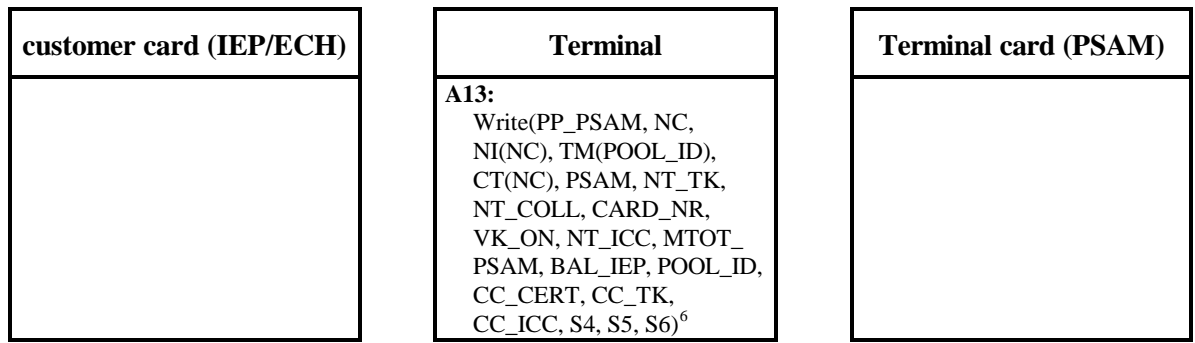 customer card (IEP/ECH)
Terminal
Terminal card (PSAM)
A13:
Write(PP_PSAM, NC,
NI(NC), TM(POOL_ID),
CT(NC), PSAM, NT_TK,
NT_COLL, CARD_NR,
VK_ON, NT_ICC, MTOT_
PSAM, BAL_IEP, POOL_ID,
CC_CERT, CC_TK,
CC_ICC, S4, S5, S6)⁶